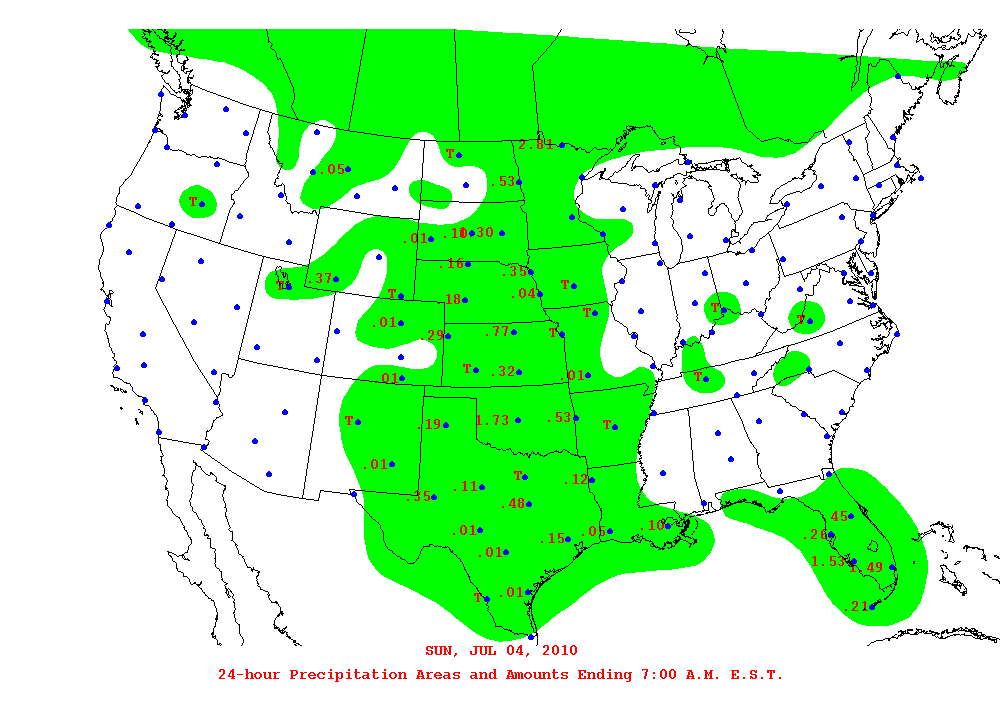 2.81
T
.05
.53
T
.01 .10 .30
.16
.35
T .37
T
.04
T
.18
T
.01
.29 .77 T
T .32 .01
.01
T
T
T
T
T
.19 1.73 .53 T
.01
T
.11 .12
.35 .48
.45
.01 .05 .10
.26
.15
.01
1.53 1.49
.01
T
.21
SUN, JUL 04, 2010
24-hour Precipitation Areas and Amounts Ending 7:00 A.M. E.S.T.